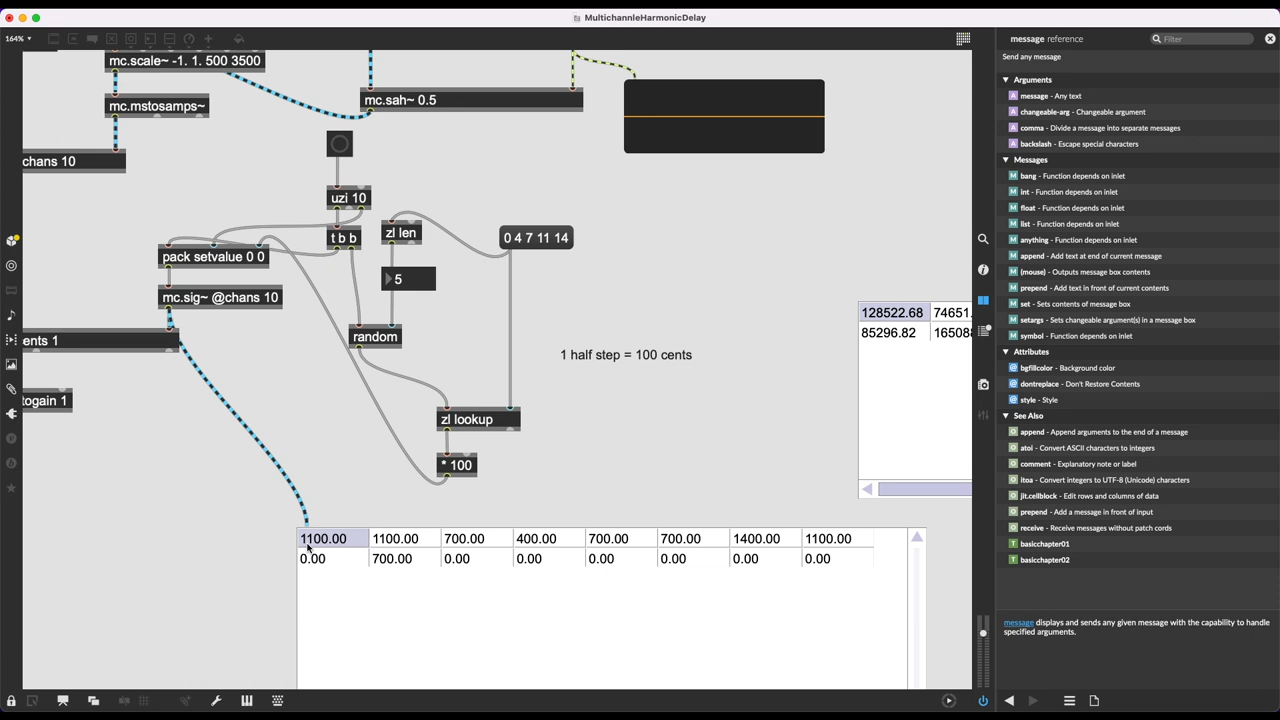 MultichannleHarmonicDelay
164%
message reference
Filter
mc.scale~ -1. 1. 500 3500
mc.mstosamps~
chans 10
mc.sah~ 0.5
uzi 10
t b b
zl len
0 4 7 11 14
pack setvalue 0 0
5
mc.sig~ @chans 10
random
ents 1
1 half step = 100 cents
togain 1
zl lookup
* 100
128522.68 74651.
85296.82 16508
1100.00 1100.00 700.00 400.00 700.00 700.00 1400.00 1100.00
0.00 700.00 0.00 0.00 0.00 0.00 0.00 0.00
Send any message
Arguments
A message - Any text
A changeable-arg - Changeable argument
A comma - Divide a message into separate messages
A backslash - Escape special characters
Messages
M bang - Function depends on inlet
M int - Function depends on inlet
M float - Function depends on inlet
M list - Function depends on inlet
M anything - Function depends on inlet
M append - Add text at end of current message
M (mouse) - Outputs message box contents
M prepend - Add text in front of current contents
M set - Sets contents of message box
M setargs - Sets changeable argument(s) in a message box
M symbol - Function depends on inlet
Attributes
@ bgfillcolor - Background color
@ dontreplace - Don't Restore Contents
@ style - Style
See Also
O append - Append arguments to the end of a message
O atoi - Convert ASCII characters to integers
O comment - Explanatory note or label
O itoa - Convert integers to UTF-8 (Unicode) characters
O jit.cellblock - Edit rows and columns of data
O prepend - Add a message in front of input
O receive - Receive messages without patch cords
T basicchapter01
T basicchapter02
message displays and sends any given message with the capability to handle
specified arguments.